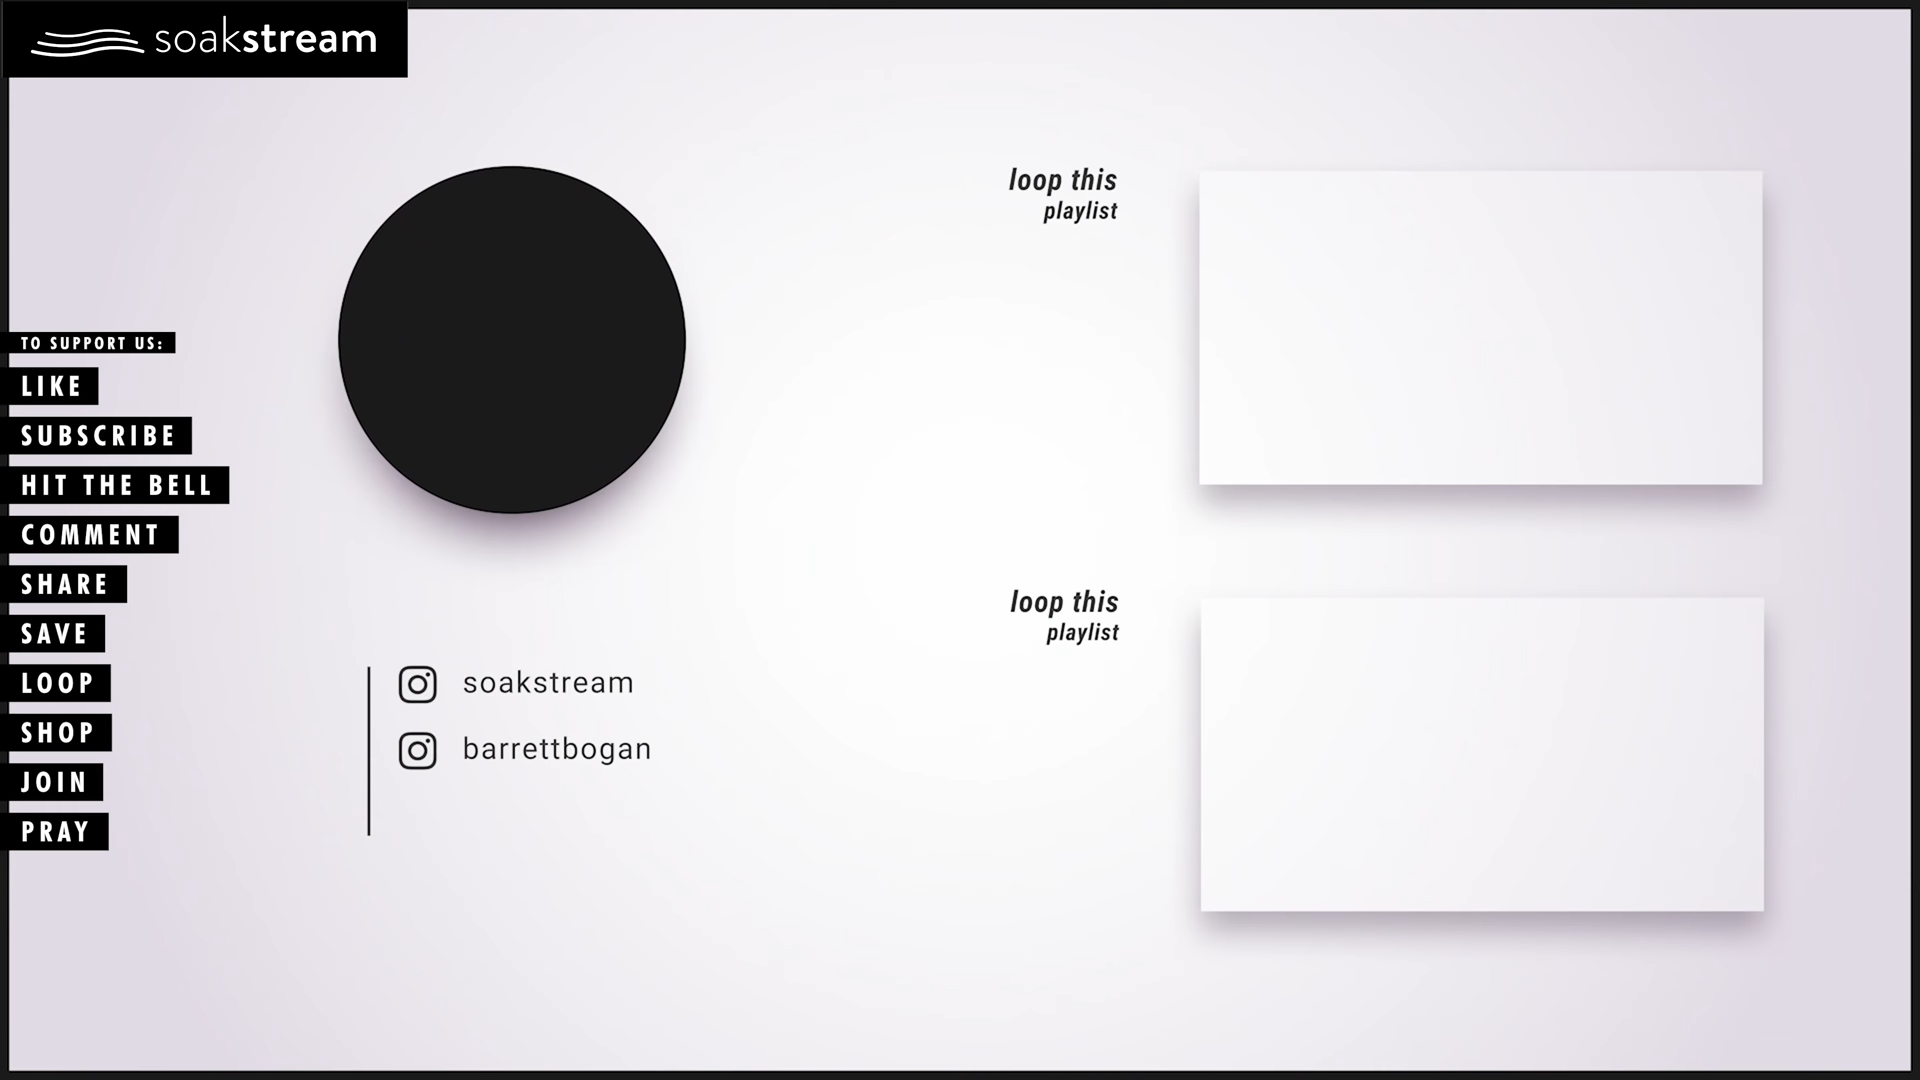 soakstream
TO SUPPORT US:
LIKE
SUBSCRIBE
HIT THE BELL
COMMENT
SHARE
SAVE
LOOP
SHOP
JOIN
PRAY
soakstream
barrettbogan
loop this
playlist
loop this
playlist